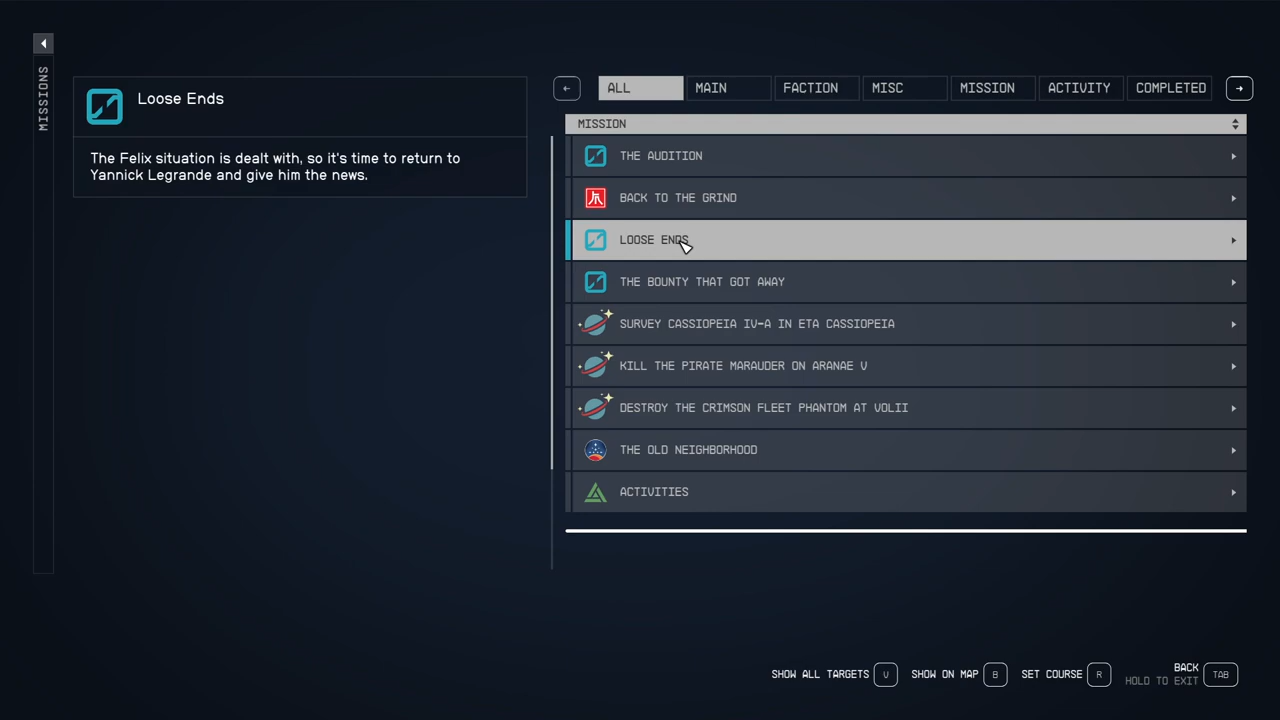 MISSIONS
Loose Ends
The Felix situation is dealt with, so it's time to return to
Yannick Legrande and give him the news.
ALL MAIN FACTION MISC MISSION ACTIVITY COMPLETED
MISSION
THE AUDITION
BACK TO THE GRIND
LOOSE ENDS
THE BOUNTY THAT GOT AWAY
SURVEY CASSIOPEIA IV-A IN ETA CASSIOPEIA
KILL THE PIRATE MARAUDER ON ARANAE V
DESTROY THE CRIMSON FLEET PHANTOM AT VOLII
THE OLD NEIGHBORHOOD
ACTIVITIES
SHOW ALL TARGETS V SHOW ON MAP B SET COURSE R BACK TAB
HOLD TO EXIT